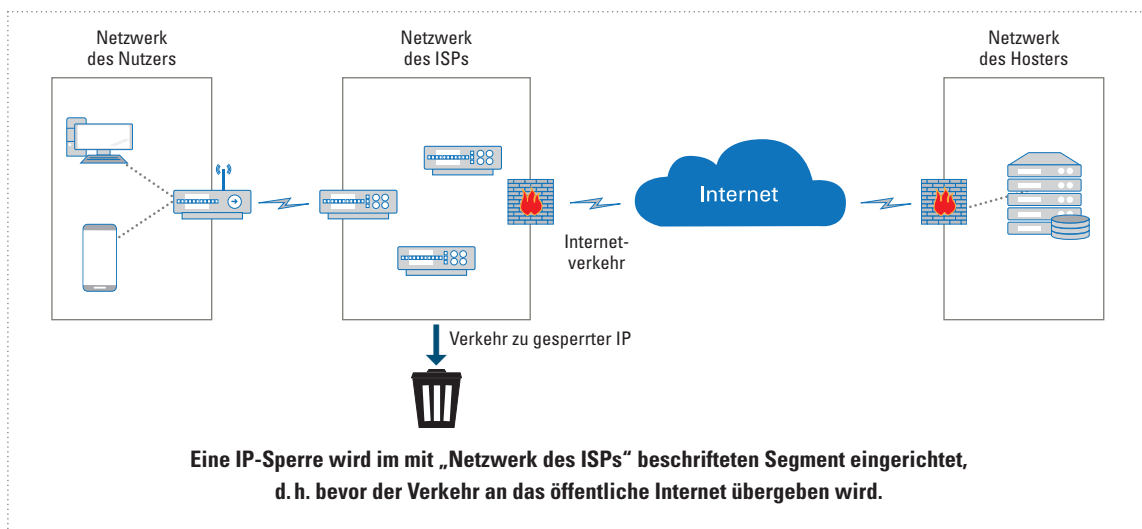 Netzwerk
des Nutzers
Netzwerk
des ISPs
Netzwerk
des Hosters
Internet
Internet-
verkehr
Verkehr zu gesperrter IP
Eine IP-Sperre wird im mit „Netzwerk des ISPs“ beschrifteten Segment eingerichtet,
d. h. bevor der Verkehr an das öffentliche Internet übergeben wird.